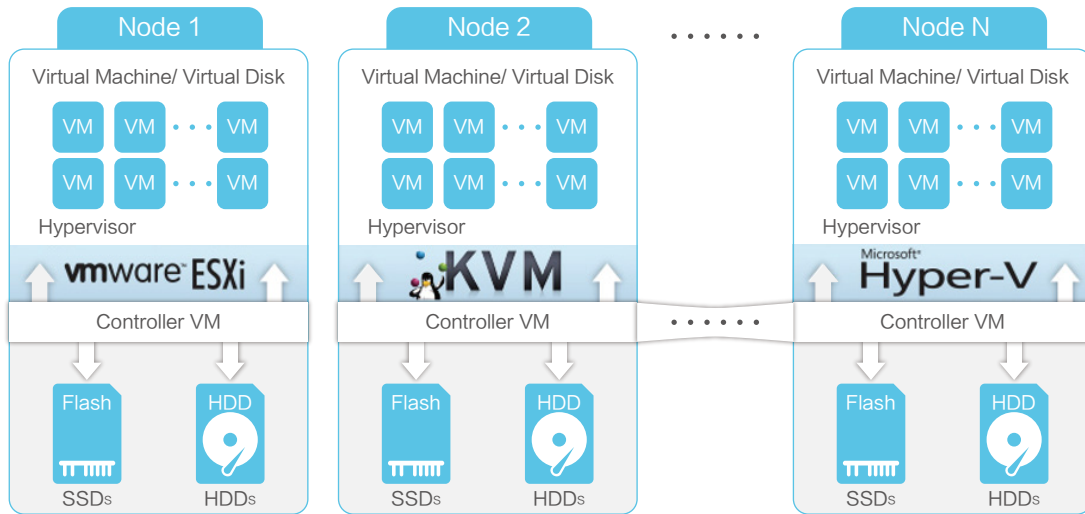 Node 1
Virtual Machine/ Virtual Disk
VM VM • • • VM
VM VM • • • VM
Hypervisor
vmware™ ESXi
Controller VM
Flash HDD
SSDs HDDs
Node 2
Virtual Machine/ Virtual Disk
VM VM • • • VM
VM VM • • • VM
Hypervisor
KVM
Controller VM
Flash HDD
SSDs HDDs
• • • • • •
• • • • • •
Node N
Virtual Machine/ Virtual Disk
VM VM • • • VM
VM VM • • • VM
Hypervisor
Microsoft®
Hyper-V
Controller VM
Flash HDD
SSDs HDDs